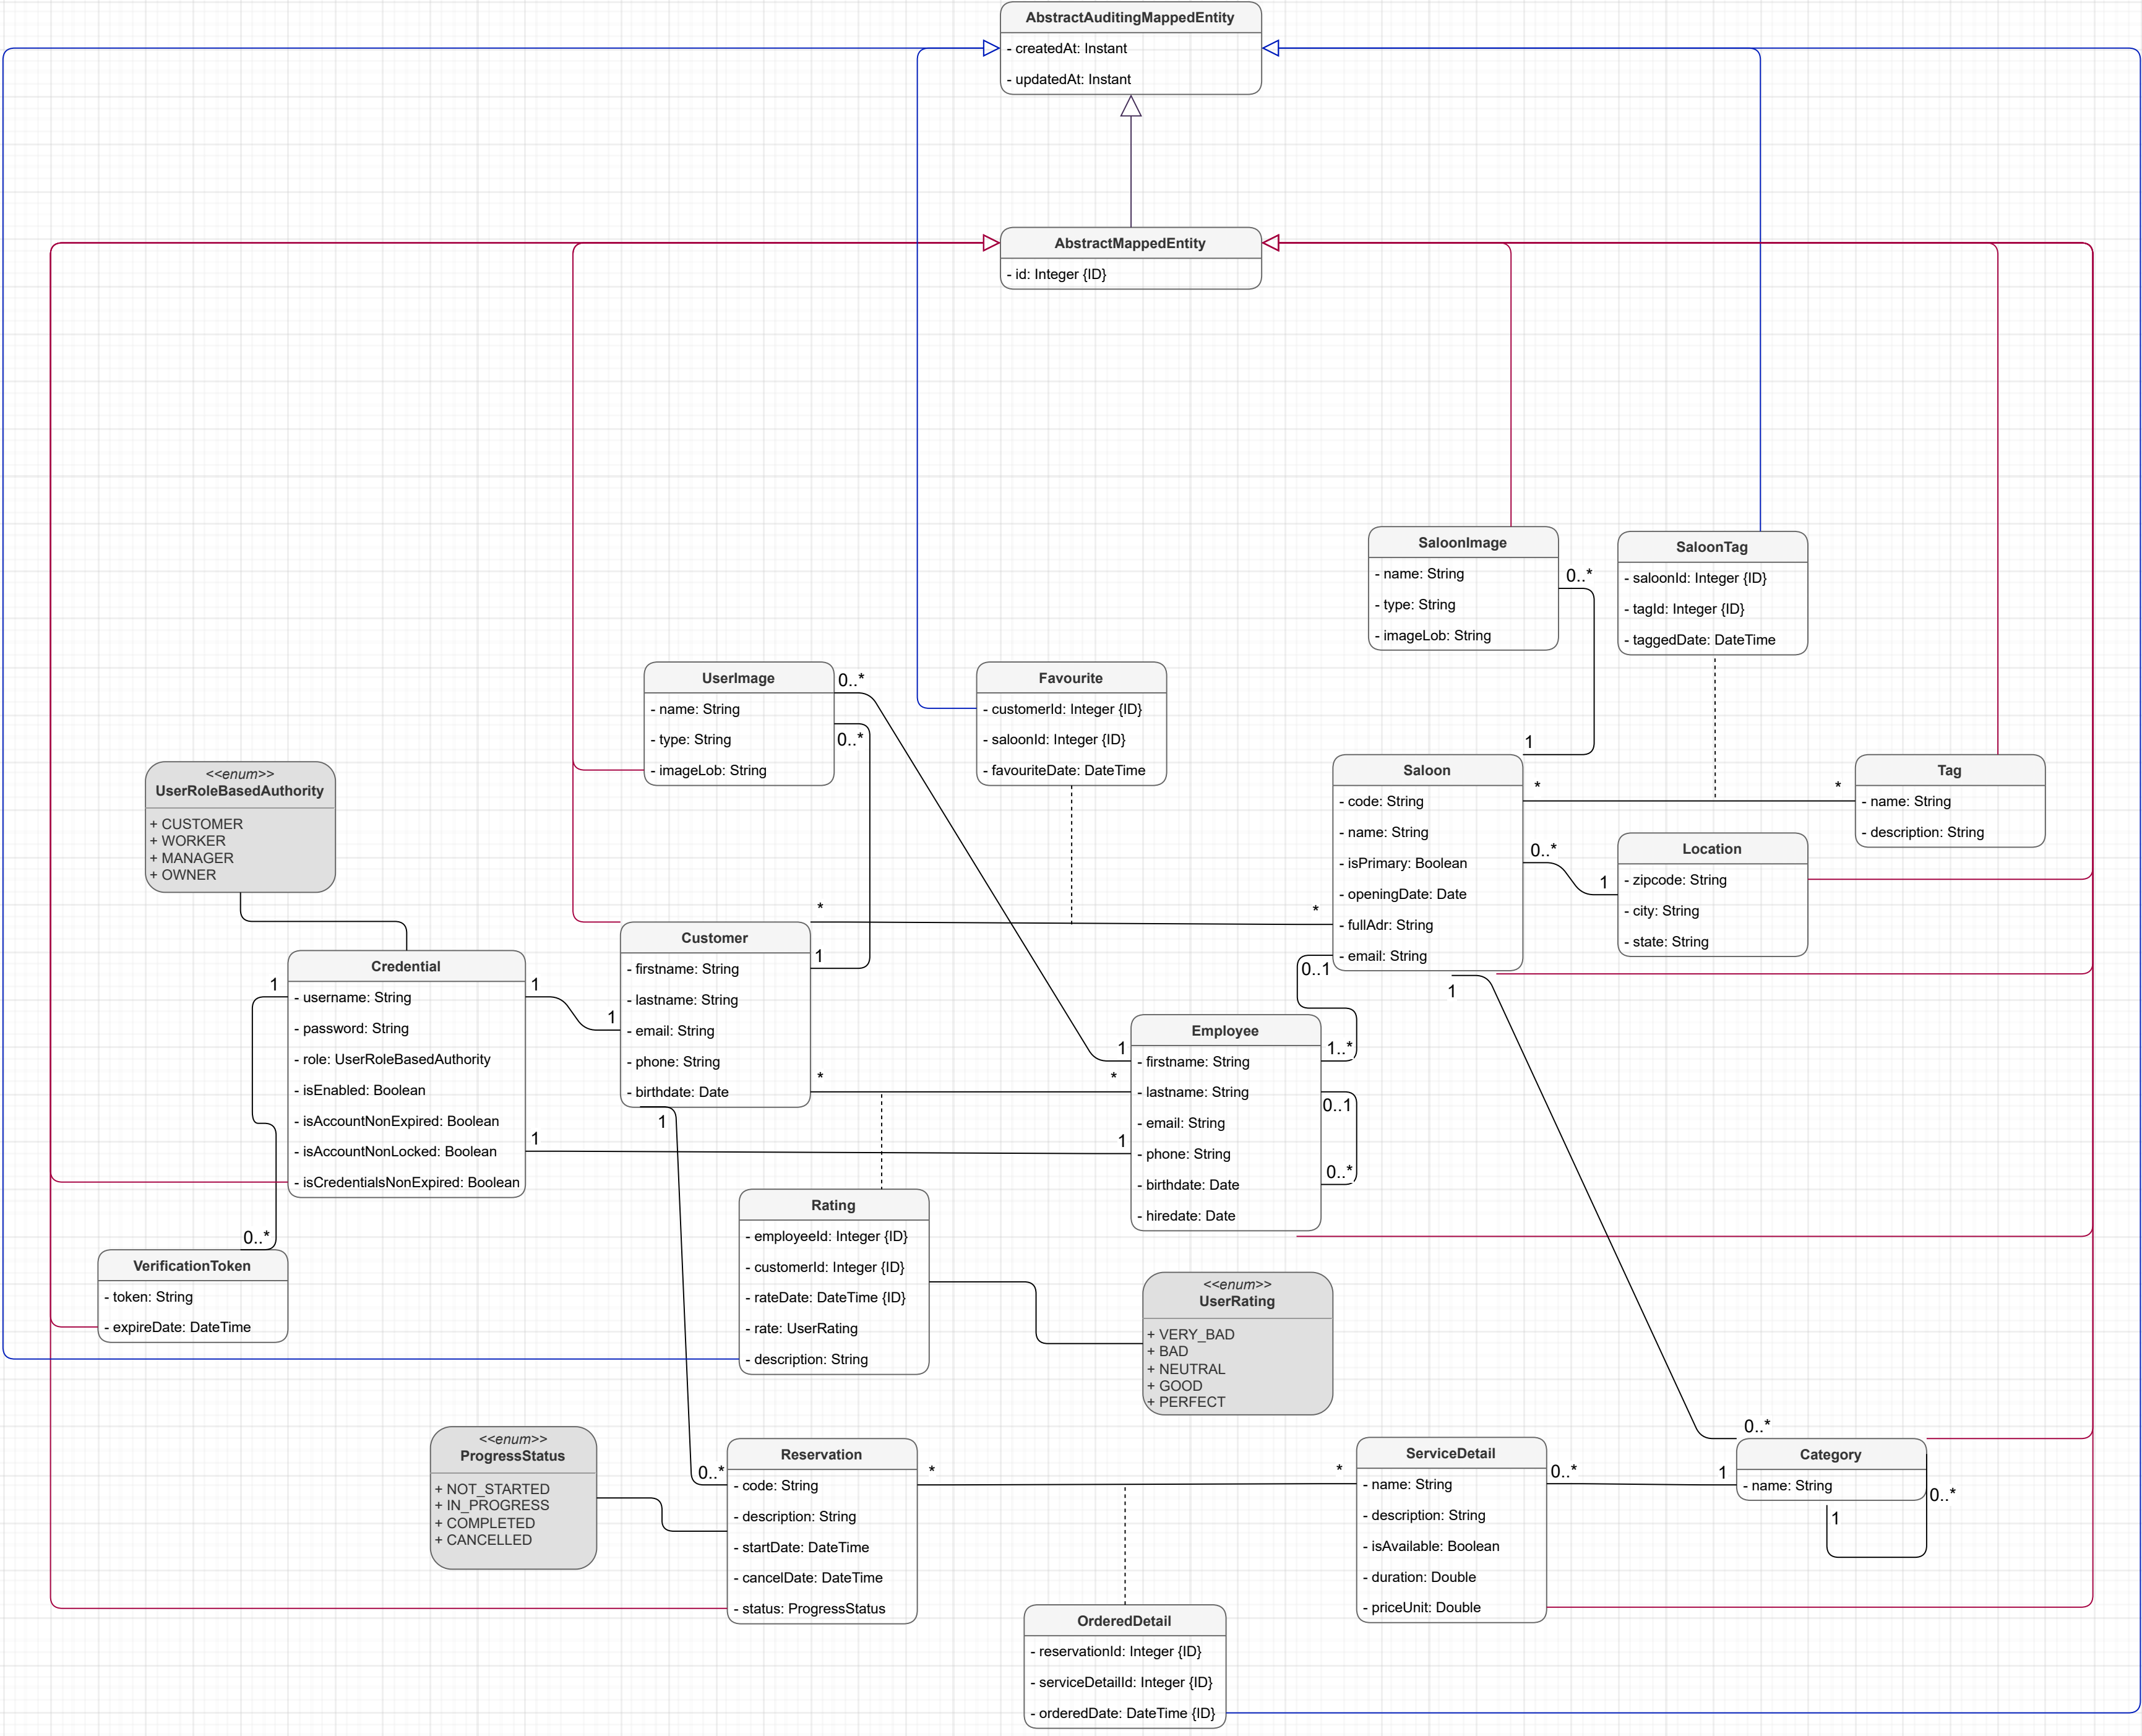 AbstractAuditingMappedEntity
- createdAt: Instant
- updatedAt: Instant
AbstractMappedEntity
- id: Integer {ID}
SaloonImage
- name: String
- type: String
- imageLob: String
0..*
1
SaloonTag
- saloonId: Integer {ID}
- tagId: Integer {ID}
- taggedDate: DateTime
UserImage
- name: String
- type: String
- imageLob: String
0..*
0..*
Favourite
- customerId: Integer {ID}
- saloonId: Integer {ID}
- favouriteDate: DateTime
<<enum>>
UserRoleBasedAuthority
+ CUSTOMER
+ WORKER
+ MANAGER
+ OWNER
Saloon
- code: String
- name: String
- isPrimary: Boolean
- openingDate: Date
- fullAdr: String
- email: String
*
*
0..*
1
*
*
0..1
1
Tag
- name: String
- description: String
Location
- zipcode: String
- city: String
- state: String
Credential
- username: String
- password: String
- role: UserRoleBasedAuthority
- isEnabled: Boolean
- isAccountNonExpired: Boolean
- isAccountNonLocked: Boolean
- isCredentialsNonExpired: Boolean
1
1
1
1
1
Customer
- firstname: String
- lastname: String
- email: String
- phone: String
- birthdate: Date
1
*
*
1
Employee
- firstname: String
- lastname: String
- email: String
- phone: String
- birthdate: Date
- hiredate: Date
1
1..*
0..1
0..*
0..*
VerificationToken
- token: String
- expireDate: DateTime
Rating
- employeeId: Integer {ID}
- customerId: Integer {ID}
- rateDate: DateTime {ID}
- rate: UserRating
- description: String
<<enum>>
UserRating
+ VERY_BAD
+ BAD
+ NEUTRAL
+ GOOD
+ PERFECT
<<enum>>
ProgressStatus
+ NOT_STARTED
+ IN_PROGRESS
+ COMPLETED
+ CANCELLED
0..*
Reservation
- code: String
- description: String
- startDate: DateTime
- cancelDate: DateTime
- status: ProgressStatus
*
*
ServiceDetail
- name: String
- description: String
- isAvailable: Boolean
- duration: Double
- priceUnit: Double
0..*
1
0..*
Category
- name: String
0..*
1
OrderedDetail
- reservationId: Integer {ID}
- serviceDetailId: Integer {ID}
- orderedDate: DateTime {ID}